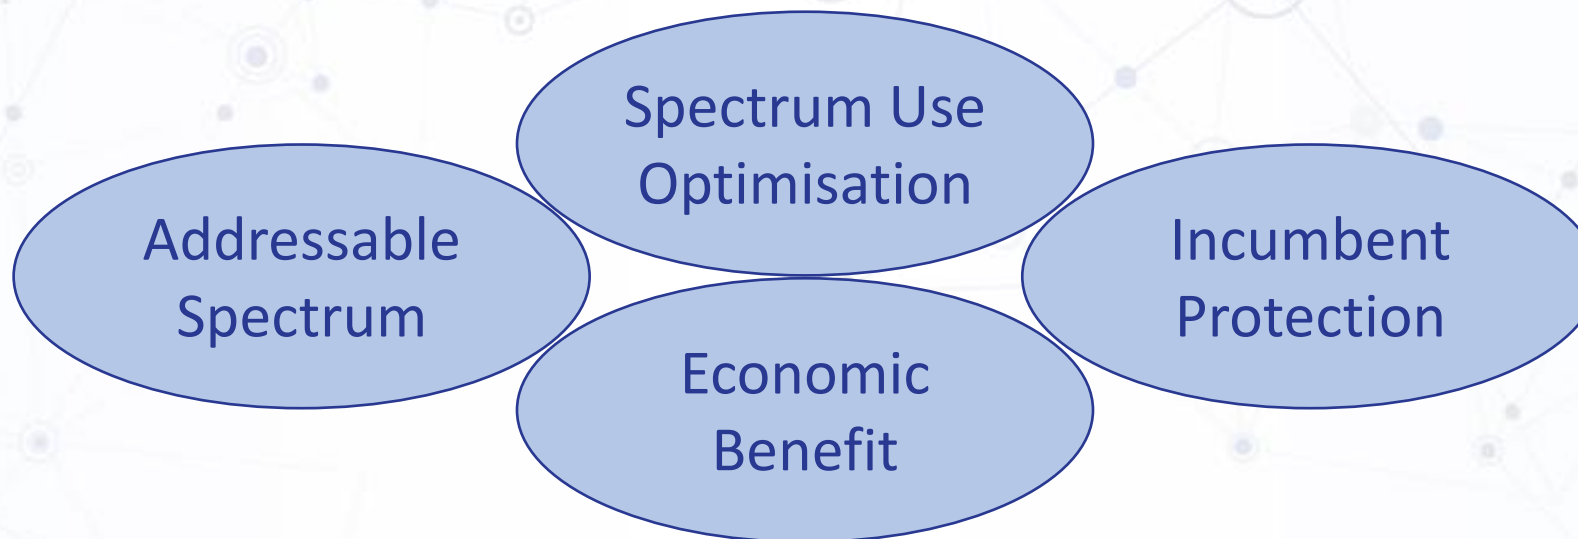 Spectrum Use
Optimisation
Addressable
Spectrum
Incumbent
Protection
Economic
Benefit